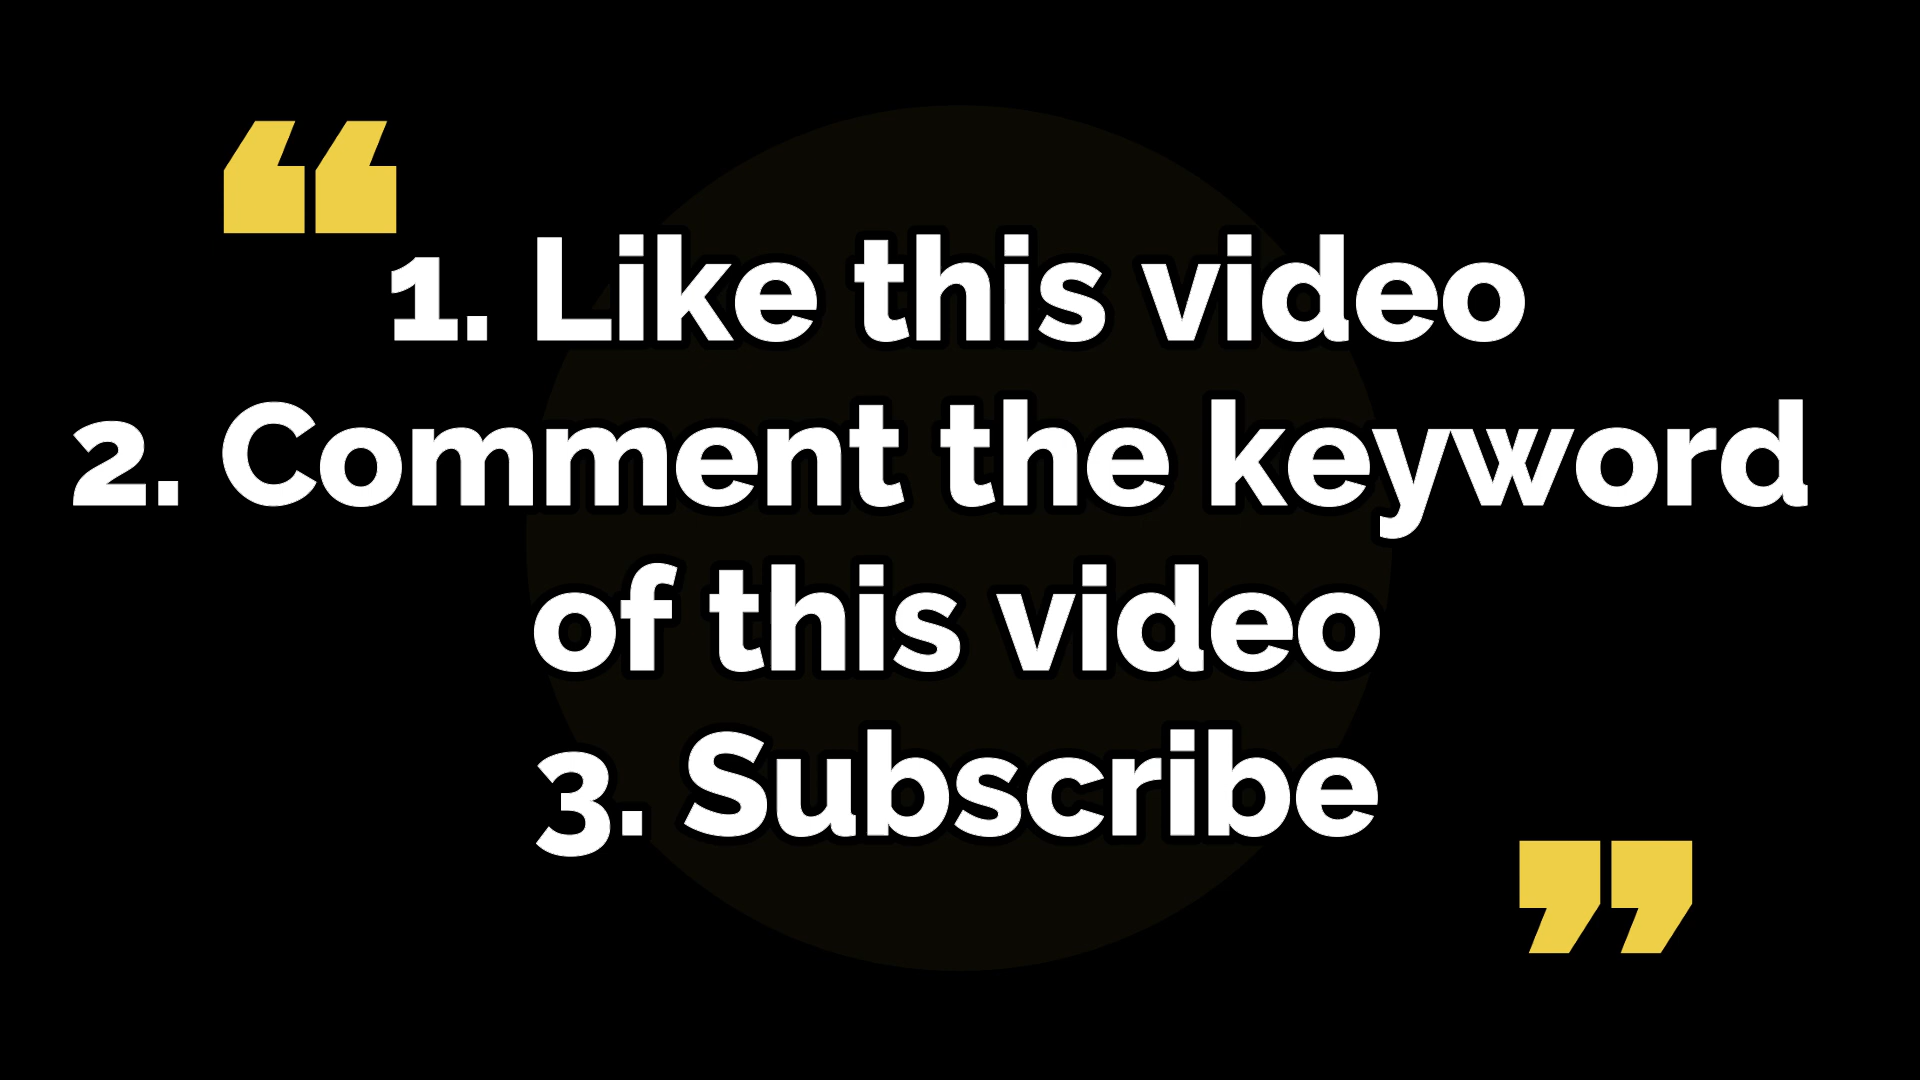 “
1. Like this video
2. Comment the keyword
of this video
3. Subscribe
”